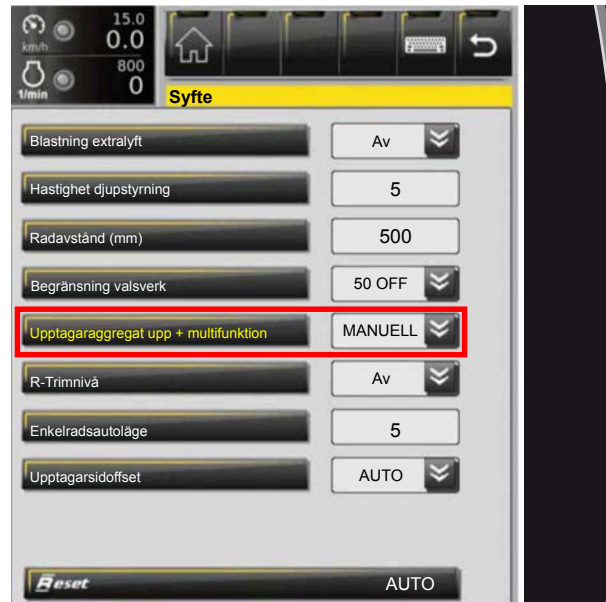 15.0
km/h 0.0
800
1/min 0
Syfte
Blastning extralyft Av
Hastighet djupstyrning 5
Radavstånd (mm) 500
Begränsning valsverk 50 OFF
Upptagaraggregat upp + multifunktion MANUELL
R-Trimnivå Av
Enkelradsautoläge 5
Upptagarsidoffset AUTO
Reset AUTO